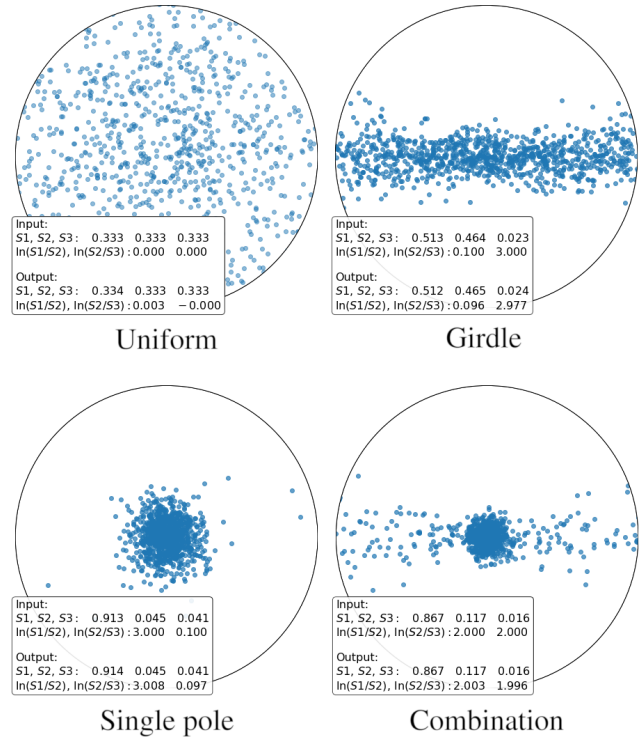 Input:
S1, S2, S3: 0.333 0.333 0.333
ln(S1/S2), ln(S2/S3): 0.000 0.000
Output:
S1, S2, S3: 0.334 0.333 0.333
ln(S1/S2), ln(S2/S3): 0.003 −0.000
Uniform
Input:
S1, S2, S3: 0.513 0.464 0.023
ln(S1/S2), ln(S2/S3): 0.100 3.000
Output:
S1, S2, S3: 0.512 0.465 0.024
ln(S1/S2), ln(S2/S3): 0.096 2.977
Girdle
Input:
S1, S2, S3: 0.913 0.045 0.041
ln(S1/S2), ln(S2/S3): 3.000 0.100
Output:
S1, S2, S3: 0.914 0.045 0.041
ln(S1/S2), ln(S2/S3): 3.008 0.097
Single pole
Input:
S1, S2, S3: 0.867 0.117 0.016
ln(S1/S2), ln(S2/S3): 2.000 2.000
Output:
S1, S2, S3: 0.867 0.117 0.016
ln(S1/S2), ln(S2/S3): 2.003 1.996
Combination